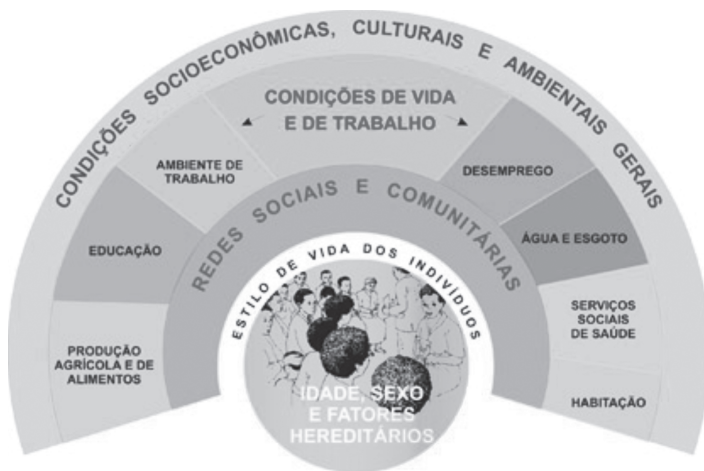 CONDIÇÕES SOCIOECONÔMICAS, CULTURAIS E AMBIENTAIS GERAIS
CONDIÇÕES DE VIDA
E DE TRABALHO
AMBIENTE DE
TRABALHO
DESEMPREGO
EDUCAÇÃO
ÁGUA E ESGOTO
PRODUÇÃO
AGRÍCOLA E DE
ALIMENTOS
SERVIÇOS
SOCIAIS
DE SAÚDE
HABITAÇÃO
REDES SOCIAIS E COMUNITÁRIAS
ESTILO DE VIDA DOS INDIVÍDUOS
IDADE, SEXO
E FATORES
HEREDITÁRIOS